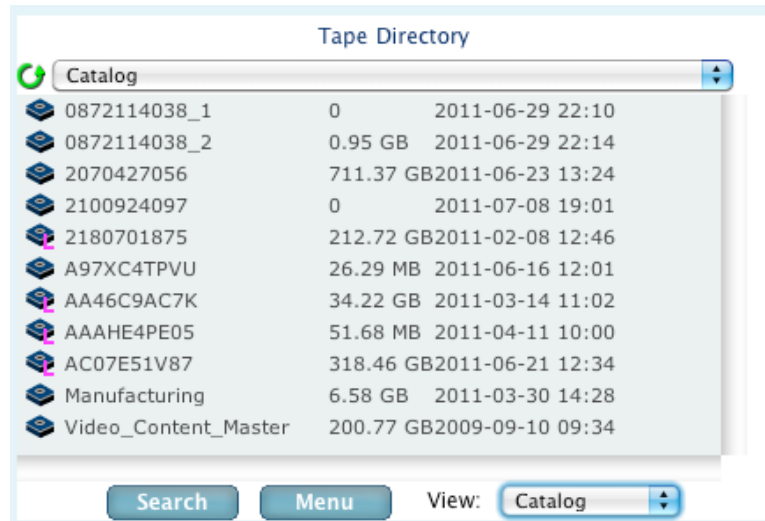 Tape Directory
Catalog
0872114038_1 0 2011-06-29 22:10
0872114038_2 0.95 GB 2011-06-29 22:14
2070427056 711.37 GB2011-06-23 13:24
2100924097 0 2011-07-08 19:01
L 2180701875 212.72 GB2011-02-08 12:46
A97XC4TPVU 26.29 MB 2011-06-16 12:01
L AA46C9AC7K 34.22 GB 2011-03-14 11:02
L AAAHE4PE05 51.68 MB 2011-04-11 10:00
L AC07E51V87 318.46 GB2011-06-21 12:34
Manufacturing 6.58 GB 2011-03-30 14:28
Video_Content_Master 200.77 GB2009-09-10 09:34
Search Menu View: Catalog